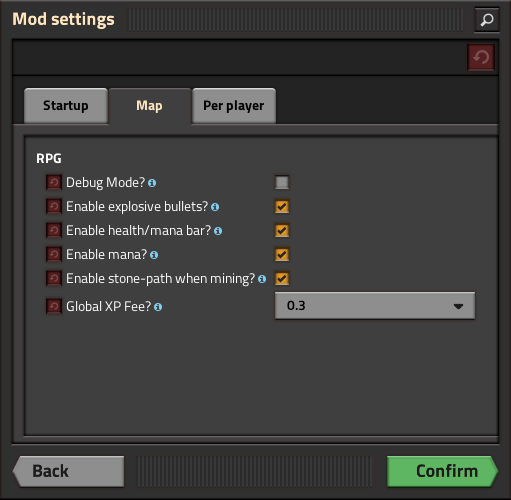 Mod settings
Startup Map Per player
RPG
Debug Mode?
Enable explosive bullets?
Enable health/mana bar?
Enable mana?
Enable stone-path when mining?
Global XP Fee? 0.3
Back Confirm